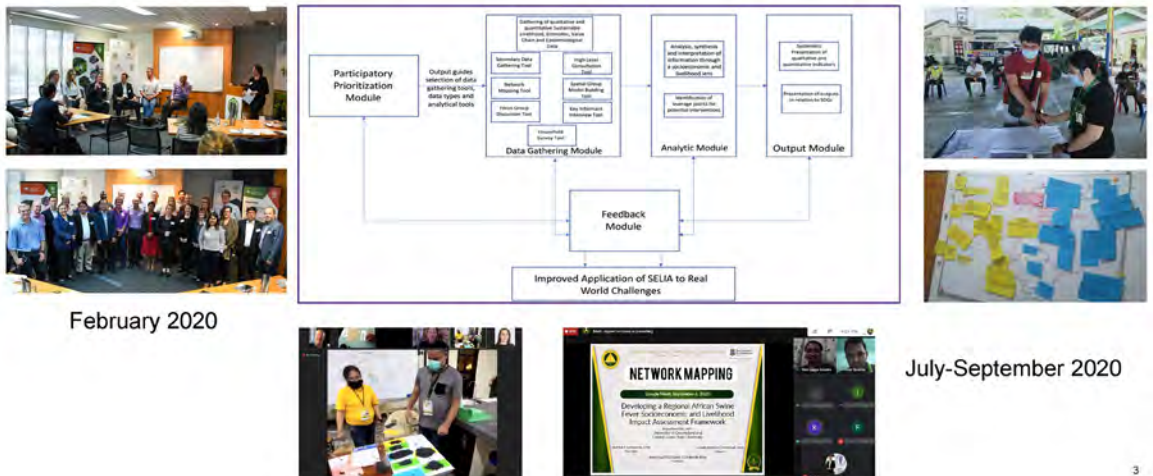 Participatory
Prioritization
Module
Output guides
selection of data
gathering tools,
data types and
analytical tools
Gathering of qualitative and
quantitative Sustainable
Livelihood, Emissions, Value
Chain and Epidemiological
Data
Secondary Data
Gathering Tool
High Level
Consultation
Tool
Network
Mapping Tool
Spatial Group
Model Building
Tool
Focus Group
Discussion Tool
Key Informant
Interview Tool
Household
Survey Tool
Data Gathering Module
Analysis, synthesis
and interpretation of
information through
a socioeconomic and
livelihood lens
Identification of
leverage points for
potential interventions
Analytic Module
Systematic
Presentation of
qualitative and
quantitative indicators
Presentation of outputs
in relation to SDGs
Output Module
Feedback
Module
Improved Application of SELIA to Real
World Challenges
February 2020
NETWORK MAPPING
Developing a Regional African Swine
Fever Socioeconomic and Livelihood
Impact Assessment Framework
July-September 2020
3